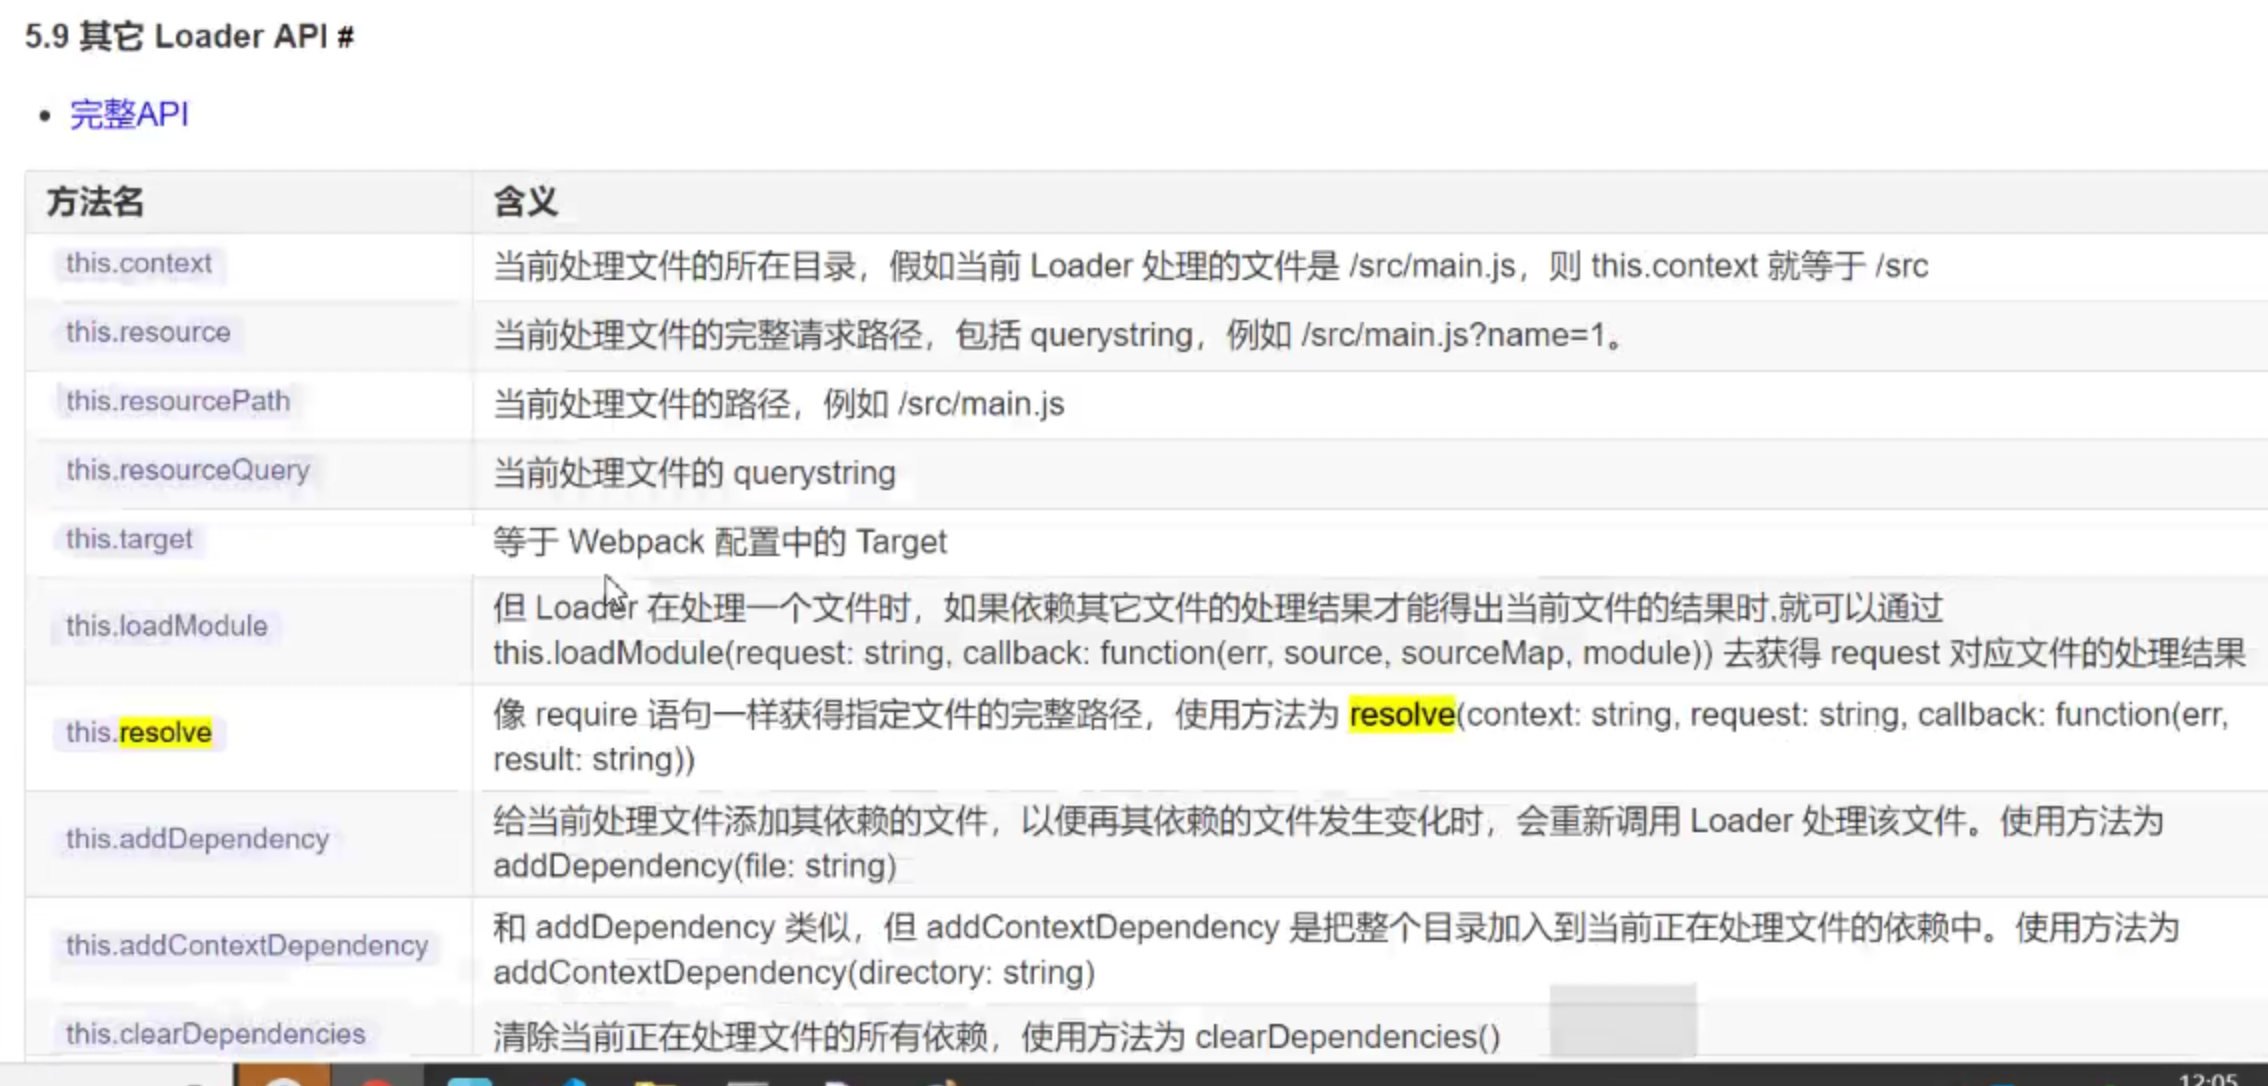 5.9 其它 Loader API #
• 完整API
方法名 含义
this.context 当前处理文件的所在目录，假如当前 Loader 处理的文件是 /src/main.js，则 this.context 就等于 /src
this.resource 当前处理文件的完整请求路径，包括 querystring，例如 /src/main.js?name=1。
this.resourcePath 当前处理文件的路径，例如 /src/main.js
this.resourceQuery 当前处理文件的 querystring
this.target 等于 Webpack 配置中的 Target
this.loadModule 但 Loader 在处理一个文件时，如果依赖其它文件的处理结果才能得出当前文件的结果时,就可以通过
this.loadModule(request: string, callback: function(err, source, sourceMap, module)) 去获得 request 对应文件的处理结果
this.resolve 像 require 语句一样获得指定文件的完整路径，使用方法为 resolve(context: string, request: string, callback: function(err,
result: string))
this.addDependency 给当前处理文件添加其依赖的文件，以便再其依赖的文件发生变化时，会重新调用 Loader 处理该文件。使用方法为
addDependency(file: string)
this.addContextDependency 和 addDependency 类似，但 addContextDependency 是把整个目录加入到当前正在处理文件的依赖中。使用方法为
addContextDependency(directory: string)
this.clearDependencies 清除当前正在处理文件的所有依赖，使用方法为 clearDependencies()
12:05